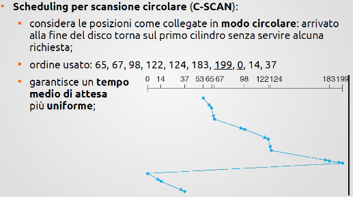 • Scheduling per scansione circolare (C-SCAN):
• considera le posizioni come collegate in modo circolare: arrivato
alla fine del disco torna sul primo cilindro senza servire alcuna
richiesta;
• ordine usato: 65, 67, 98, 122, 124, 183, 199, 0, 14, 37
• garantisce un tempo
medio di attesa
più uniforme;
0 14 37 53 65 67 98 122 124 183 199